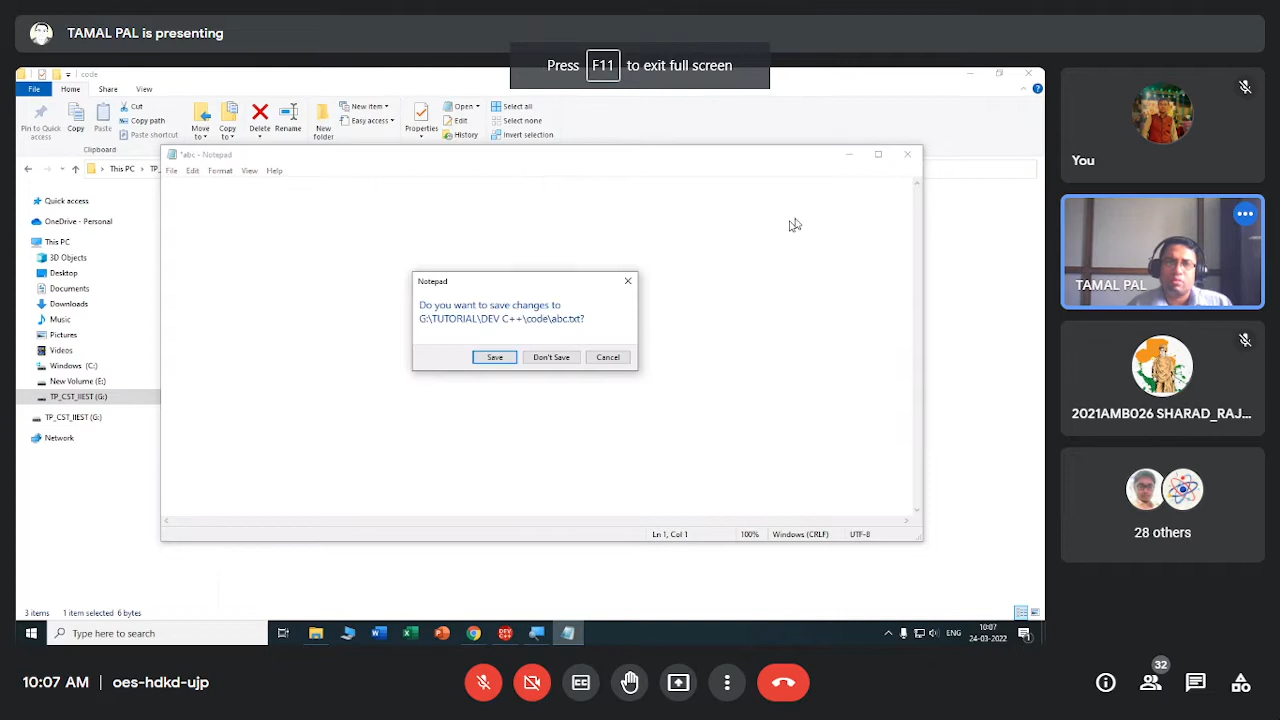 TAMAL PAL is presenting
Press F11 to exit full screen
code
File Home Share View
Pin to Quick access
Copy
Paste
Cut
Copy path
Paste shortcut
Clipboard
Move to
Copy to
Delete
Rename
New folder
New item
Easy access
Properties
Open
Edit
History
Select all
Select none
Invert selection
This PC
TP_
*abc - Notepad
File Edit Format View Help
Quick access
OneDrive - Personal
This PC
3D Objects
Desktop
Documents
Downloads
Music
Pictures
Videos
Windows (C:)
New Volume (E:)
TP_CST_IIEST (G:)
TP_CST_IIEST (G:)
Network
Notepad
Do you want to save changes to
G:\TUTORIAL\DEV C++\code\abc.txt?
Save Don't Save Cancel
Ln 1, Col 1 100% Windows (CRLF) UTF-8
3 items 1 item selected 6 bytes
Type here to search
DEV C++
ENG
10:07
24-03-2022
You
TAMAL PAL
2021AMB026 SHARAD_RAJ...
28 others
10:07 AM | oes-hdkd-ujp
32